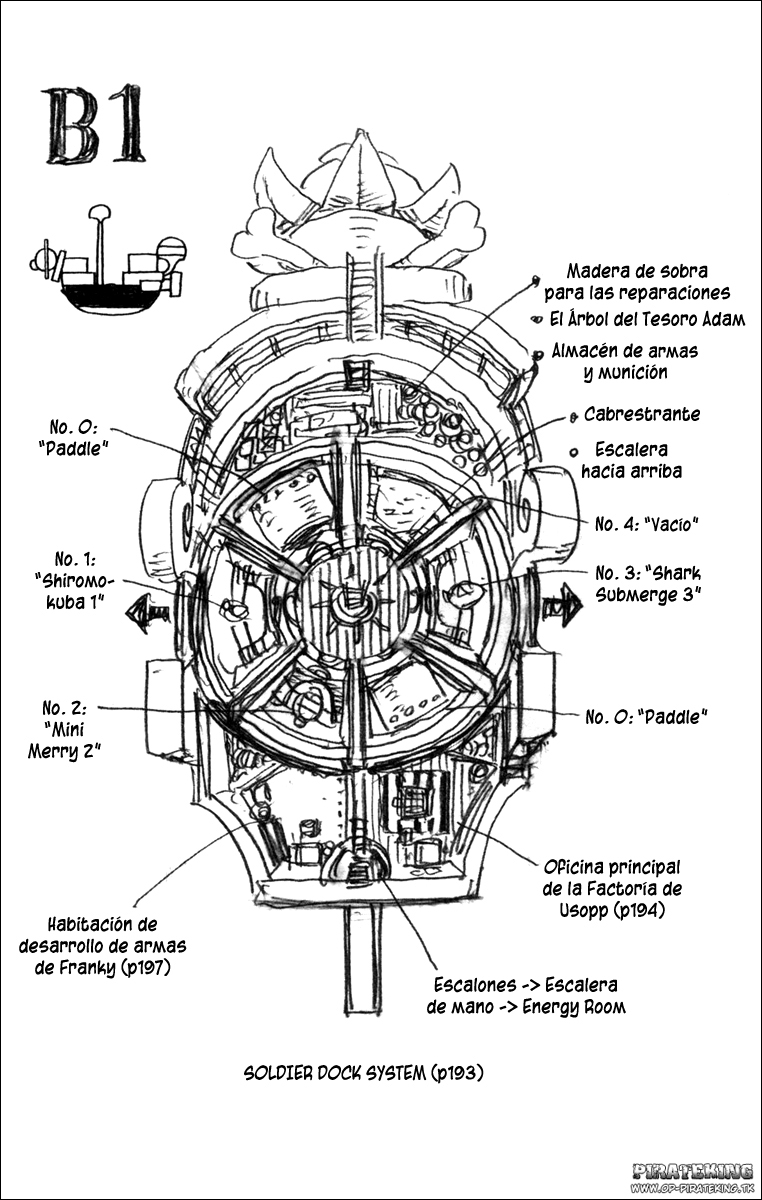 B1
Madera de sobra
para las reparaciones
El Árbol del Tesoro Adam
Almacén de armas
y munición
Cabrestante
Escalera
hacia arriba
No. 0:
"Paddle"
No. 4: "Vacío"
No. 1:
"Shiromo-
kuba 1"
No. 3: "Shark
Submerge 3"
No. 2:
"Mini
Merry 2"
No. 0: "Paddle"
Oficina principal
de la Factoría de
Usopp (p194)
Habitación de
desarrollo de armas
de Franky (p197)
Escalones -> Escalera
de mano -> Energy Room
SOLDIER DOCK SYSTEM (p193)
PIRATEKING
WWW.OP-PIRATEKING.TK